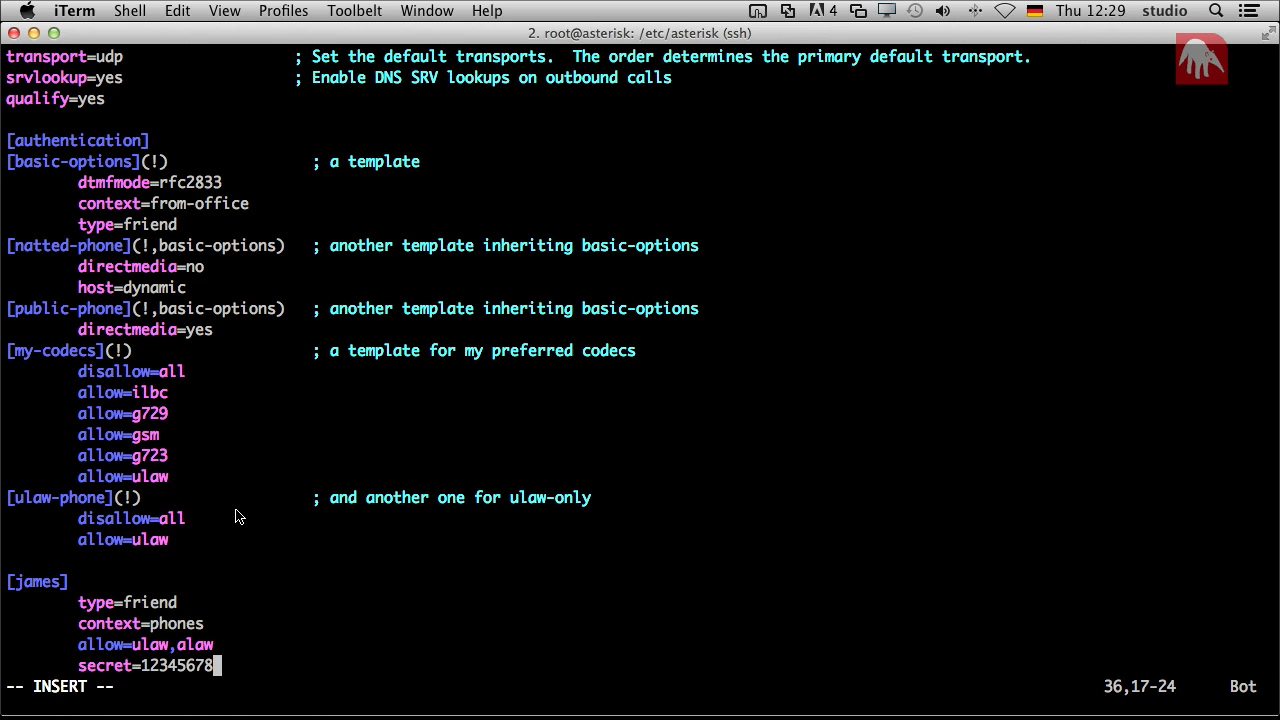 iTerm Shell Edit View Profiles Toolbelt Window Help 4 Thu 12:29 studio
2. root@asterisk: /etc/asterisk (ssh)
transport=udp ; Set the default transports. The order determines the primary default transport.
srvlookup=yes ; Enable DNS SRV lookups on outbound calls
qualify=yes
[authentication]
[basic-options](!) ; a template
dtmfmode=rfc2833
context=from-office
type=friend
[natted-phone](!,basic-options) ; another template inheriting basic-options
directmedia=no
host=dynamic
[public-phone](!,basic-options) ; another template inheriting basic-options
directmedia=yes
[my-codecs](!) ; a template for my preferred codecs
disallow=all
allow=ilbc
allow=g729
allow=gsm
allow=g723
allow=ulaw
[ulaw-phone](!) ; and another one for ulaw-only
disallow=all
allow=ulaw
[james]
type=friend
context=phones
allow=ulaw,alaw
secret=12345678
-- INSERT -- 36,17-24 Bot